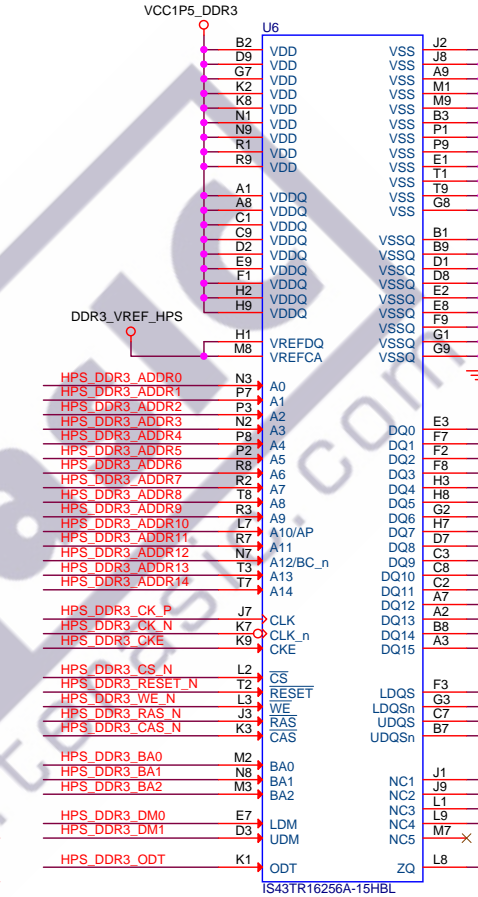 VCC1P5_DDR3
U6
B2 VDD VSS J2
D9 VDD VSS J8
G7 VDD VSS A9
K2 VDD VSS M1
K8 VDD VSS M9
N1 VDD VSS B3
N9 VDD VSS P1
R1 VDD VSS P9
R9 VDD VSS E1
VSS T1
A1 VDDQ VSS T9
A8 VDDQ VSS G8
C1 VDDQ
C9 VDDQ VSSQ B1
D2 VDDQ VSSQ B9
E9 VDDQ VSSQ D1
F1 VDDQ VSSQ D8
H2 VDDQ VSSQ E2
H9 VDDQ VSSQ E8
DDR3_VREF_HPS VSSQ F9
H1 VREFDQ VSSQ G1
M8 VREFCA VSSQ G9
HPS_DDR3_ADDR0 N3 A0
HPS_DDR3_ADDR1 P7 A1
HPS_DDR3_ADDR2 P3 A2
HPS_DDR3_ADDR3 N2 A3 DQ0 E3
HPS_DDR3_ADDR4 P8 A4 DQ1 F7
HPS_DDR3_ADDR5 P2 A5 DQ2 F2
HPS_DDR3_ADDR6 R8 A6 DQ3 F8
HPS_DDR3_ADDR7 R2 A7 DQ4 H3
HPS_DDR3_ADDR8 T8 A8 DQ5 H8
HPS_DDR3_ADDR9 R3 A9 DQ6 G2
HPS_DDR3_ADDR10 L7 A10/AP DQ7 H7
HPS_DDR3_ADDR11 R7 A11 DQ8 D7
HPS_DDR3_ADDR12 N7 A12/BC_n DQ9 C3
HPS_DDR3_ADDR13 T3 A13 DQ10 C8
HPS_DDR3_ADDR14 T7 A14 DQ11 C2
DQ12 A7
HPS_DDR3_CK_P J7 CLK DQ13 A2
HPS_DDR3_CK_N K7 CLK_n DQ14 B8
HPS_DDR3_CKE K9 CKE DQ15 A3
HPS_DDR3_CS_N L2 CS
HPS_DDR3_RESET_N T2 RESET LDQS F3
HPS_DDR3_WE_N L3 WE LDQSn G3
HPS_DDR3_RAS_N J3 RAS UDQS C7
HPS_DDR3_CAS_N K3 CAS UDQSn B7
HPS_DDR3_BA0 M2 BA0
HPS_DDR3_BA1 N8 BA1 NC1 J1
HPS_DDR3_BA2 M3 BA2 NC2 J9
NC3 L1
HPS_DDR3_DM0 E7 LDM NC4 L9
HPS_DDR3_DM1 D3 UDM NC5 M7
HPS_DDR3_ODT K1 ODT ZQ L8
IS43TR16256A-15HBL